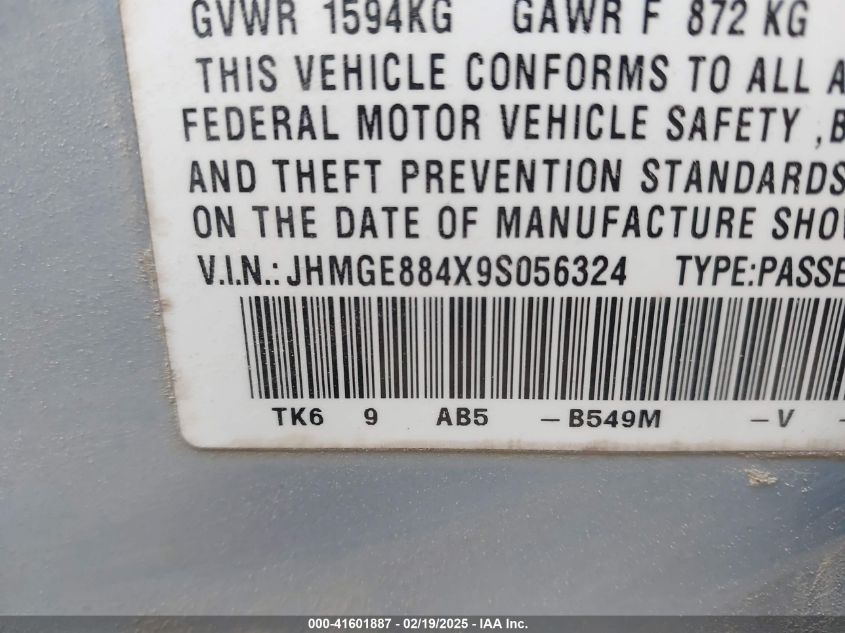 GVWR 1594KG GAWR F 872 KG
THIS VEHICLE CONFORMS TO ALL A
FEDERAL MOTOR VEHICLE SAFETY ,B
AND THEFT PREVENTION STANDARDS
ON THE DATE OF MANUFACTURE SHO
V.I.N.: JHMGE884X9S056324 TYPE:PASSE
TK6 9 AB5 -B549M -V -
000-41601887 - 02/19/2025 - IAA Inc.